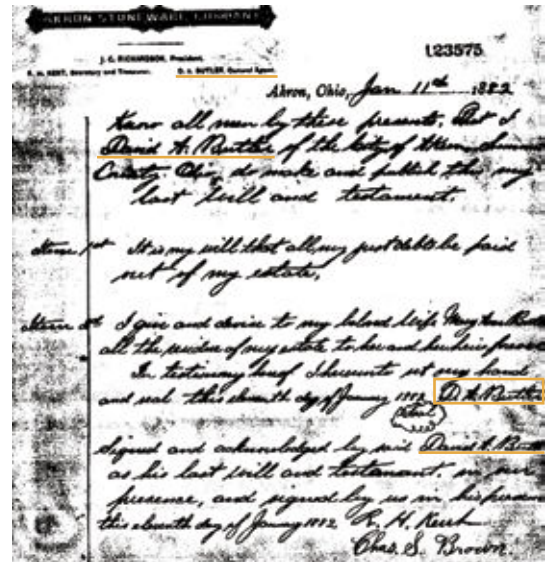 AKRON STONEWARE COMPANY
J. C. RICHARDSON, President.
123575
R. H. KENT, Secretary and Treasurer. D. A. BUTLER, General Agent.
Akron, Ohio, Jan 11th 1882
Know all men by these presents, that I
David A. Butler of the City of Akron, Summit
County, Ohio, do make and publish this my
last will and testament.
Item 1st It is my will that all my just debts be paid
out of my estate.
Item 2d I give and devise to my beloved wife Mary
all the residue of my estate to her and her heirs
In testimony hereof I hereunto set my hand
and seal this eleventh day of January 1882 D. A. Butler
Signed and acknowledged by said David A.
as his last will and testament in our
presence, and signed by us in his presence
this eleventh day of January 1882 R. H. Kent
Chas. S. Brown